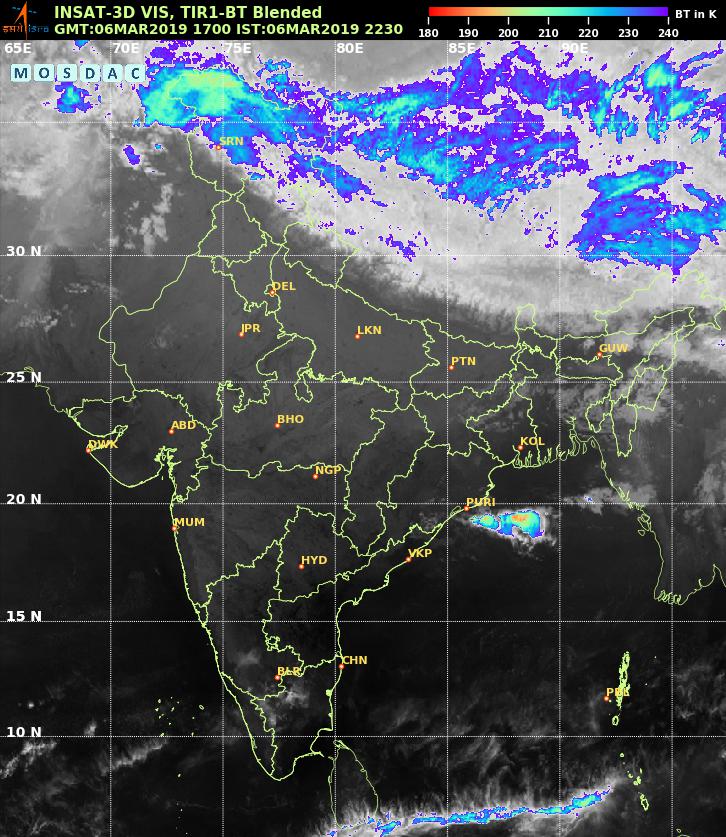 INSAT-3D VIS, TIR1-BT Blended
GMT:06MAR2019 1700 IST:06MAR2019 2230
BT in K
180 190 200 210 220 230 240
65E 70E 75E 80E 85E 90E
MOSDAC
SRN
30 N
DEL
JPR LKN
GUW
PTN
25 N
ABD BHO
DWK KOL
NGP
20 N
PURI
MUM
VKP
HYD
15 N
CHN
BLR
PBL
10 N